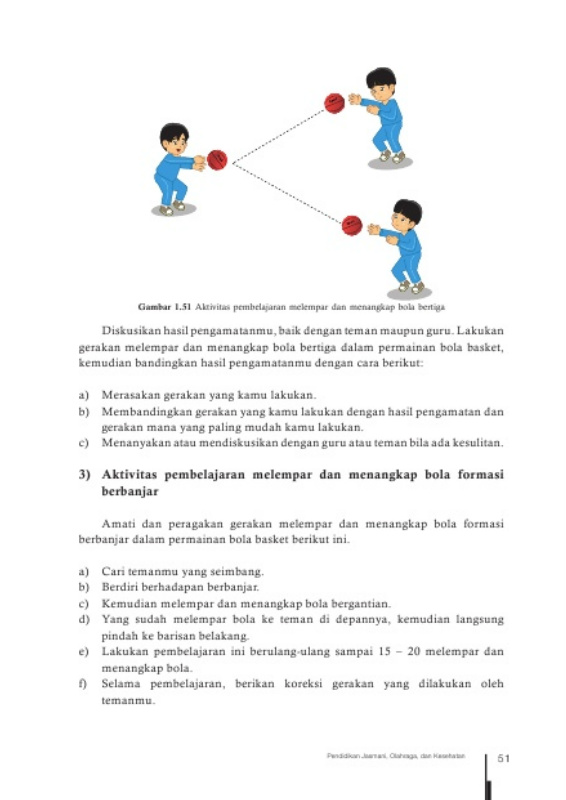 Gambar 1.51 Aktivitas pembelajaran melempar dan menangkap bola bertiga
Diskusikan hasil pengamatanmu, baik dengan teman maupun guru. Lakukan
gerakan melempar dan menangkap bola bertiga dalam permainan bola basket,
kemudian bandingkan hasil pengamatanmu dengan cara berikut:
a) Merasakan gerakan yang kamu lakukan.
b) Membandingkan gerakan yang kamu lakukan dengan hasil pengamatan dan
gerakan mana yang paling mudah kamu lakukan.
c) Menanyakan atau mendiskusikan dengan guru atau teman bila ada kesulitan.
3) Aktivitas pembelajaran melempar dan menangkap bola formasi
berbanjar
Amati dan peragakan gerakan melempar dan menangkap bola formasi
berbanjar dalam permainan bola basket berikut ini.
a) Cari temanmu yang seimbang.
b) Berdiri berhadapan berbanjar.
c) Kemudian melempar dan menangkap bola bergantian.
d) Yang sudah melempar bola ke teman di depannya, kemudian langsung
pindah ke barisan belakang.
e) Lakukan pembelajaran ini berulang-ulang sampai 15 – 20 melempar dan
menangkap bola.
f) Selama pembelajaran, berikan koreksi gerakan yang dilakukan oleh
temanmu.
Pendidikan Jasmani, Olahraga, dan Kesehatan 51